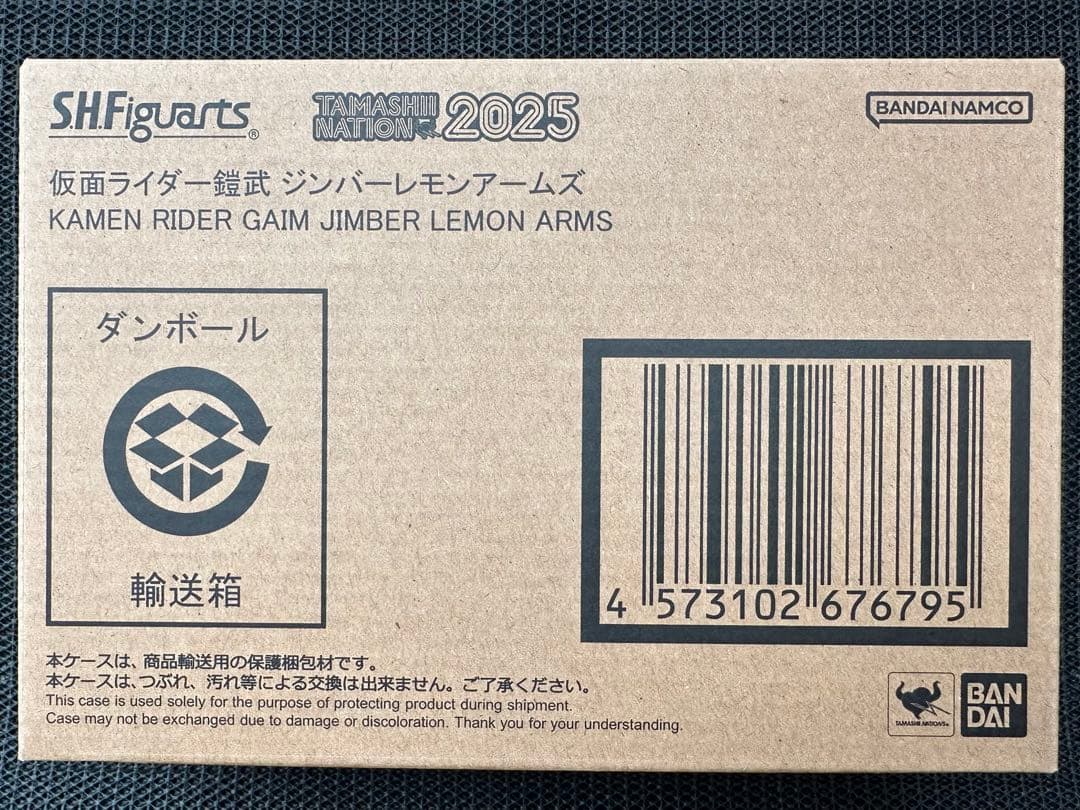 S.H.Figuarts®
TAMASHII NATION 2025
BANDAI NAMCO
仮面ライダー鎧武 ジンバーレモンアームズ
KAMEN RIDER GAIM JIMBER LEMON ARMS
ダンボール
輸送箱
4 573102 676795
本ケースは、商品輸送用の保護梱包材です。
本ケースは、つぶれ、汚れ等による交換は出来ません。ご了承ください。
This case is used solely for the purpose of protecting product during shipment.
Case may not be exchanged due to damage or discoloration. Thank you for your understanding.
TAMASHII NATIONS
BAN
DAI